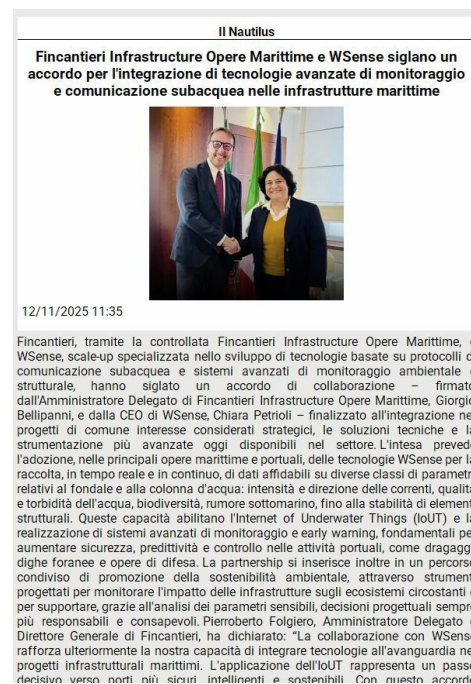 Il Nautilus
Fincantieri Infrastructure Opere Marittime e WSense siglano un
accordo per l'integrazione di tecnologie avanzate di monitoraggio
e comunicazione subacquea nelle infrastrutture marittime
12/11/2025 11:35
Fincantieri, tramite la controllata Fincantieri Infrastructure Opere Marittime,
WSense, scale-up specializzata nello sviluppo di tecnologie basate su protocolli d
comunicazione subacquea e sistemi avanzati di monitoraggio ambientale
strutturale, hanno siglato un accordo di collaborazione – firmat
dall'Amministratore Delegato di Fincantieri Infrastructure Opere Marittime, Giorgi
Bellipanni, e dalla CEO di WSense, Chiara Petrioli – finalizzato all'integrazione ne
progetti di comune interesse considerati strategici, le soluzioni tecniche e l
strumentazione più avanzate oggi disponibili nel settore. L'intesa preved
l'adozione, nelle principali opere marittime e portuali, delle tecnologie WSense per l
raccolta, in tempo reale e in continuo, di dati affidabili su diverse classi di parametr
relativi al fondale e alla colonna d'acqua: intensità e direzione delle correnti, qualit
e torbidità dell'acqua, biodiversità, rumore sottomarino, fino alla stabilità di element
strutturali. Queste capacità abilitano l'Internet of Underwater Things (IoUT) e l
realizzazione di sistemi avanzati di monitoraggio e early warning, fondamentali pe
aumentare sicurezza, predittività e controllo nelle attività portuali, come dragagg
dighe foranee e opere di difesa. La partnership si inserisce inoltre in un percors
condiviso di promozione della sostenibilità ambientale, attraverso strument
progettati per monitorare l'impatto delle infrastrutture sugli ecosistemi circostanti
per supportare, grazie all'analisi dei parametri sensibili, decisioni progettuali sempr
più responsabili e consapevoli. Pierroberto Folgiero, Amministratore Delegato
Direttore Generale di Fincantieri, ha dichiarato: “La collaborazione con WSens
rafforza ulteriormente la nostra capacità di integrare tecnologie all'avanguardia ne
progetti infrastrutturali marittimi. L'applicazione dell'IoUT rappresenta un pass
decisivo verso porti più sicuri, intelligenti e sostenibili. Con questo accord